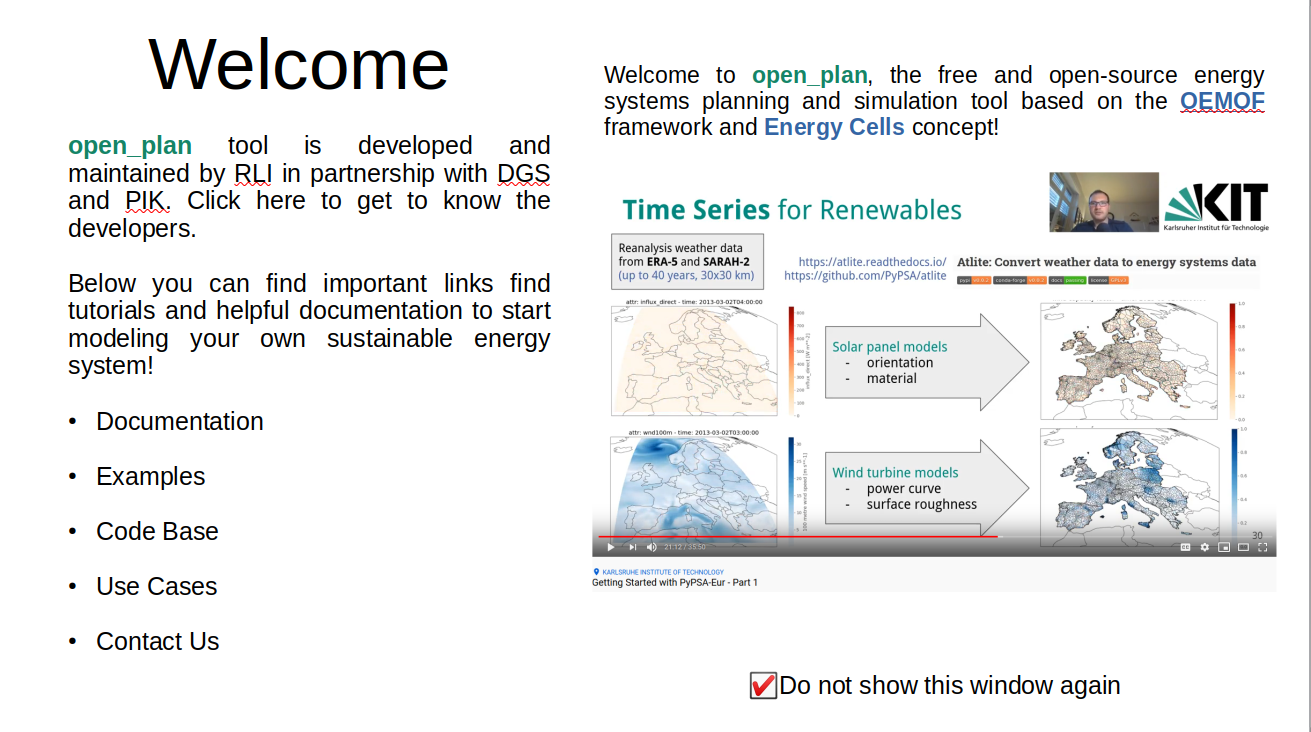 Welcome
open_plan tool is developed and
maintained by RLI in partnership with DGS
and PIK. Click here to get to know the
developers.
Below you can find important links find
tutorials and helpful documentation to start
modeling your own sustainable energy
system!
• Documentation
• Examples
• Code Base
• Use Cases
• Contact Us
Welcome to open_plan, the free and open-source energy
systems planning and simulation tool based on the OEMOF
framework and Energy Cells concept!
Time Series for Renewables
KIT
Karlsruher Institut für Technologie
Reanalysis weather data
from ERA-5 and SARAH-2
(up to 40 years, 30x30 km)
https://atlite.readthedocs.io/
https://github.com/PyPSA/atlite
Atlite: Convert weather data to energy systems data
attr: influx_direct - time: 2013-03-02T04:00:00
Solar panel models
- orientation
- material
attr: wnd100m - time: 2013-03-02T03:00:00
Wind turbine models
- power curve
- surface roughness
30
21:12 / 35:50
KARLSRUHE INSTITUTE OF TECHNOLOGY
Getting Started with PyPSA-Eur - Part 1
Do not show this window again